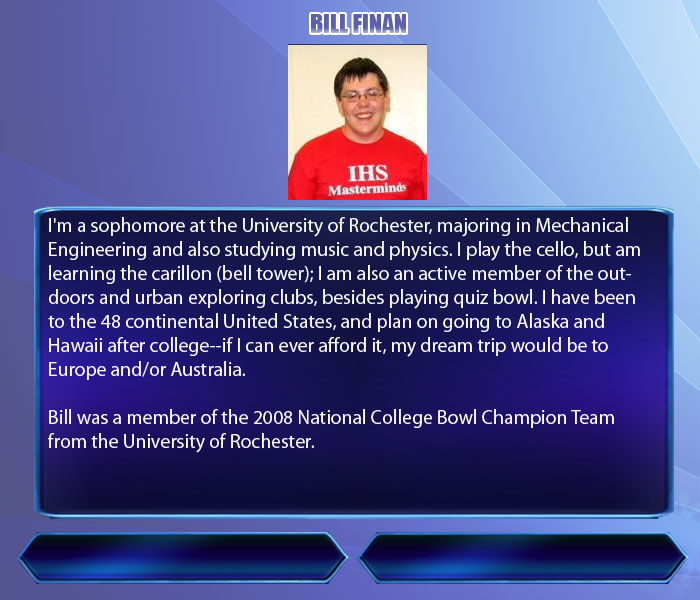 BILL FINAN
IHS
Masterminds
I'm a sophomore at the University of Rochester, majoring in Mechanical
Engineering and also studying music and physics. I play the cello, but am
learning the carillon (bell tower); I am also an active member of the out-
doors and urban exploring clubs, besides playing quiz bowl. I have been
to the 48 continental United States, and plan on going to Alaska and
Hawaii after college--if I can ever afford it, my dream trip would be to
Europe and/or Australia.
Bill was a member of the 2008 National College Bowl Champion Team
from the University of Rochester.